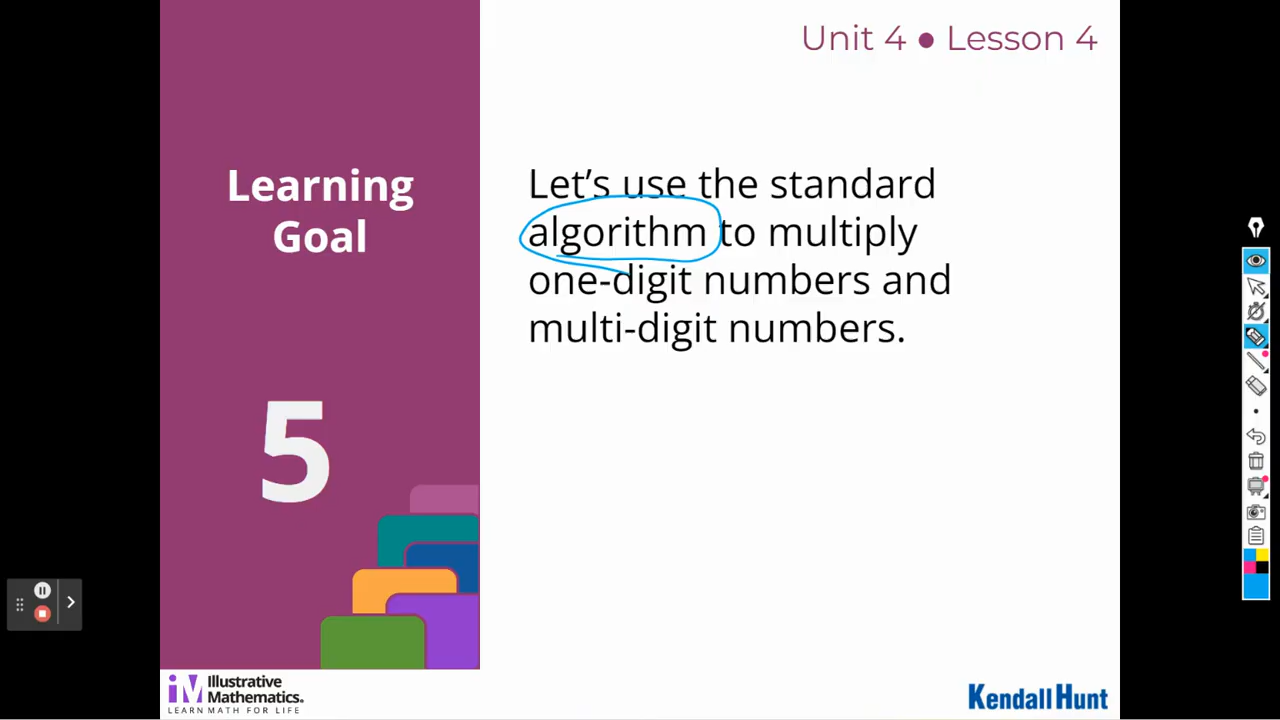 Unit 4 ● Lesson 4
Learning
Goal
Let’s use the standard
algorithm to multiply
one-digit numbers and
multi-digit numbers.
5
iM Illustrative
Mathematics.
LEARN MATH FOR LIFE
Kendall Hunt